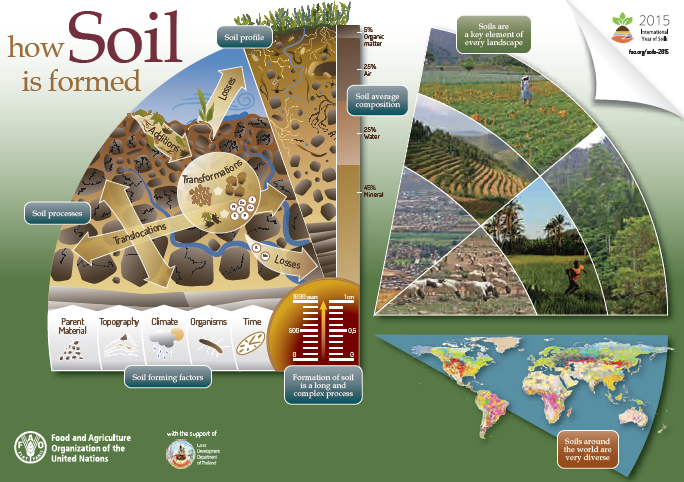 how Soil
is formed
Soil profile
5%
Organic
matter
25%
Air
Soil average
composition
25%
Water
45%
Mineral
Losses
Additions
Transformations
Soil processes
Translocations
Losses
Parent
Material
Topography
Climate
Organisms
Time
Soil forming factors
1000 years
1cm
500
0,5
0
0
Formation of soil
is a long and
complex process
Soils are
a key element of
every landscape
2015
International
Year of Soils
fao.org/soils-2015
Soils around
the world are
very diverse
FAO
Food and Agriculture
Organization of the
United Nations
with the support of
Land
Development
Department
of Thailand